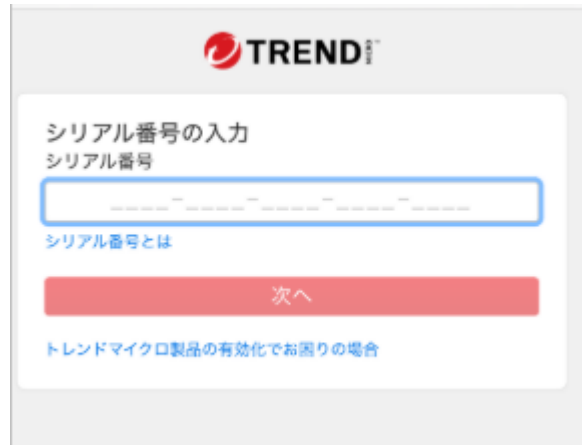 TREND MICRO™
シリアル番号の入力
シリアル番号
____-____-____-____-____
シリアル番号とは
次へ
トレンドマイクロ製品の有効化でお困りの場合